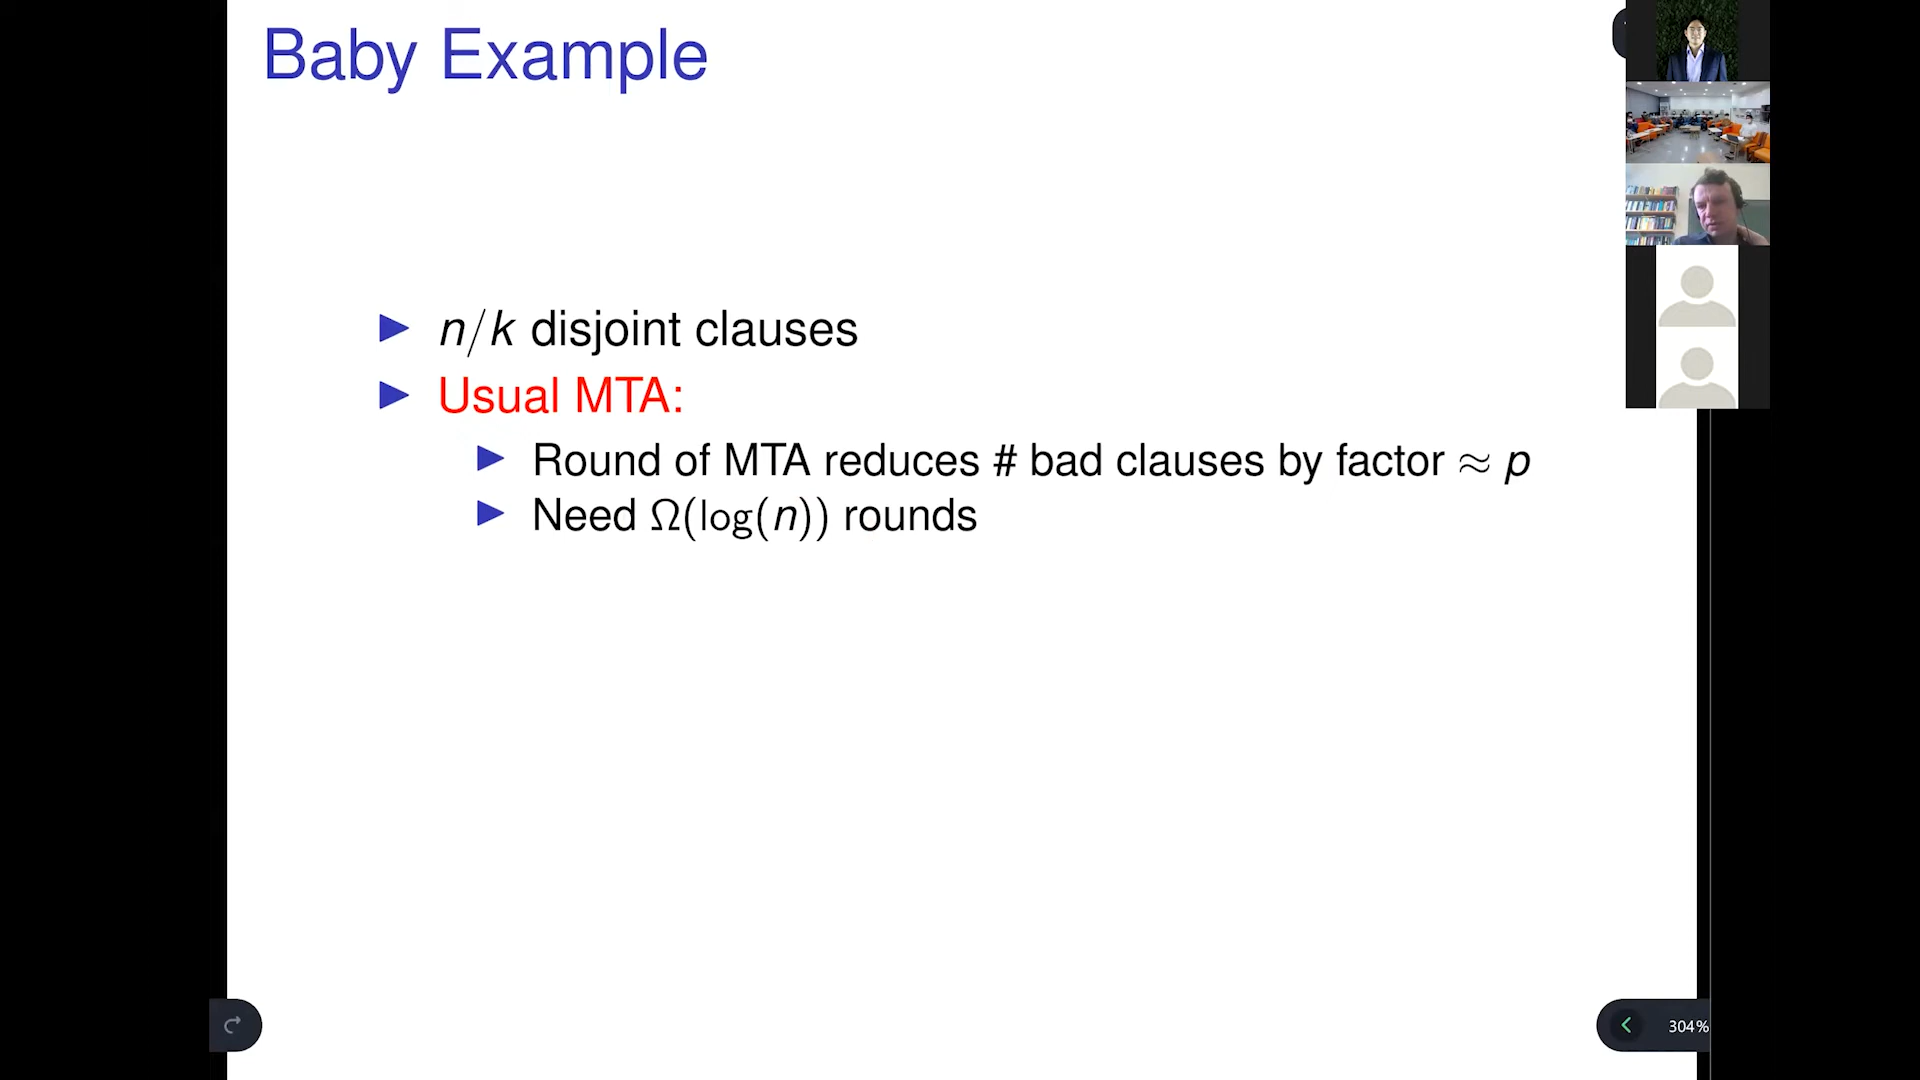 Baby Example
n/k disjoint clauses
Usual MTA:
Round of MTA reduces # bad clauses by factor ≈ p
Need Ω(log(n)) rounds
304%